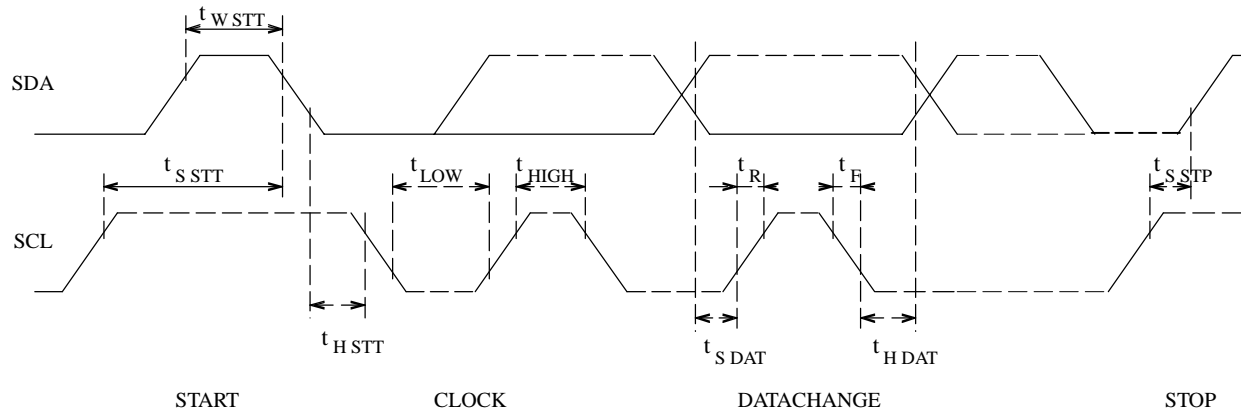 t W STT
SDA
t S STT
t LOW
t HIGH
t R
t F
t S STP
SCL
t H STT
t S DAT
t H DAT
START
CLOCK
DATACHANGE
STOP